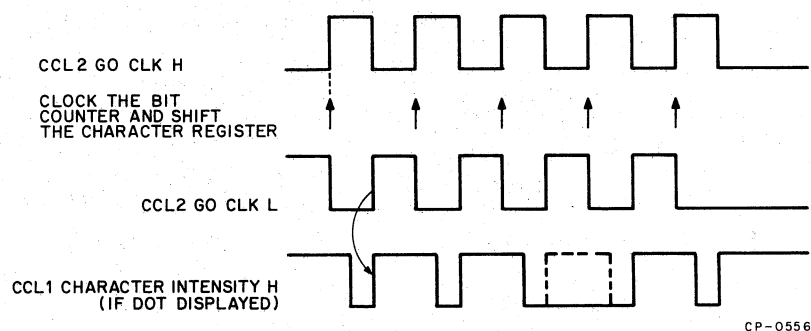 CCL2 GO CLK H
CLOCK THE BIT
COUNTER AND SHIFT
THE CHARACTER REGISTER
CCL2 GO CLK L
CCL1 CHARACTER INTENSITY H
(IF DOT DISPLAYED)
CP-0556